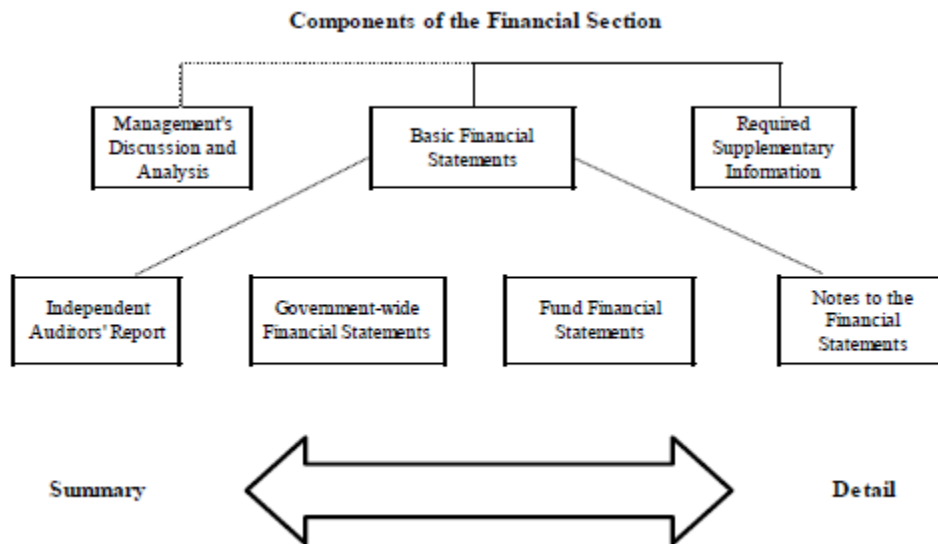 Components of the Financial Section
Management's
Discussion and
Analysis
Basic Financial
Statements
Required
Supplementary
Information
Independent
Auditors' Report
Government-wide
Financial Statements
Fund Financial
Statements
Notes to the
Financial
Statements
Summary
Detail